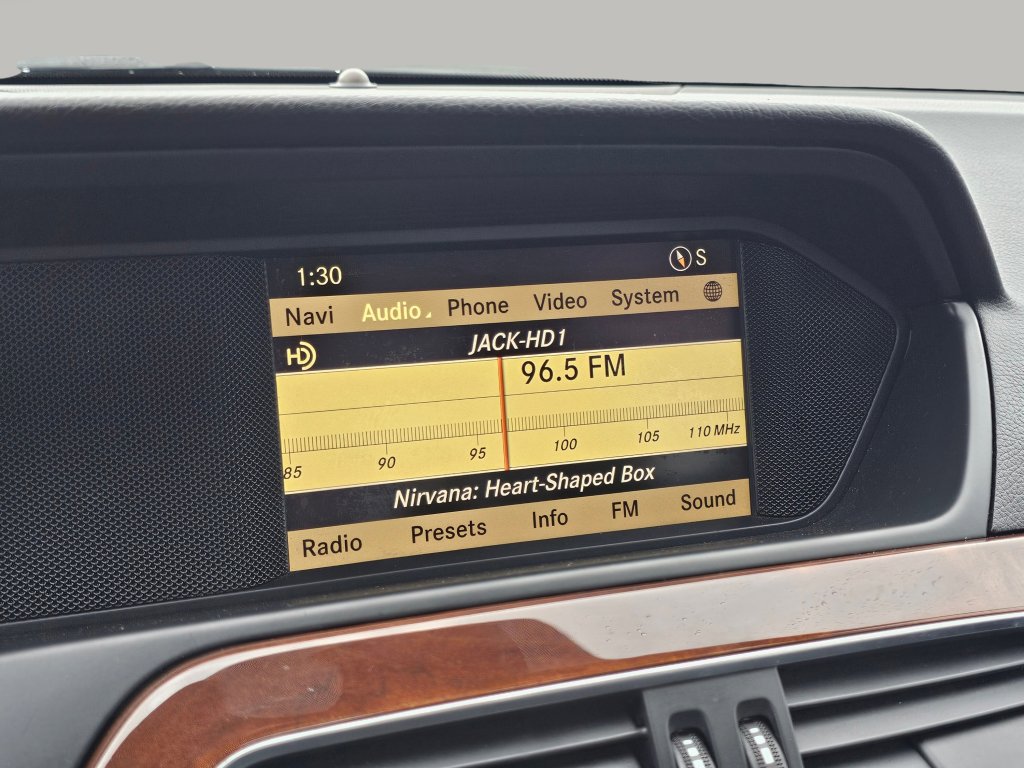 1:30 S
Navi Audio Phone Video System
HD JACK-HD1
96.5 FM
85 90 95 100 105 110 MHz
Nirvana: Heart-Shaped Box
Radio Presets Info FM Sound